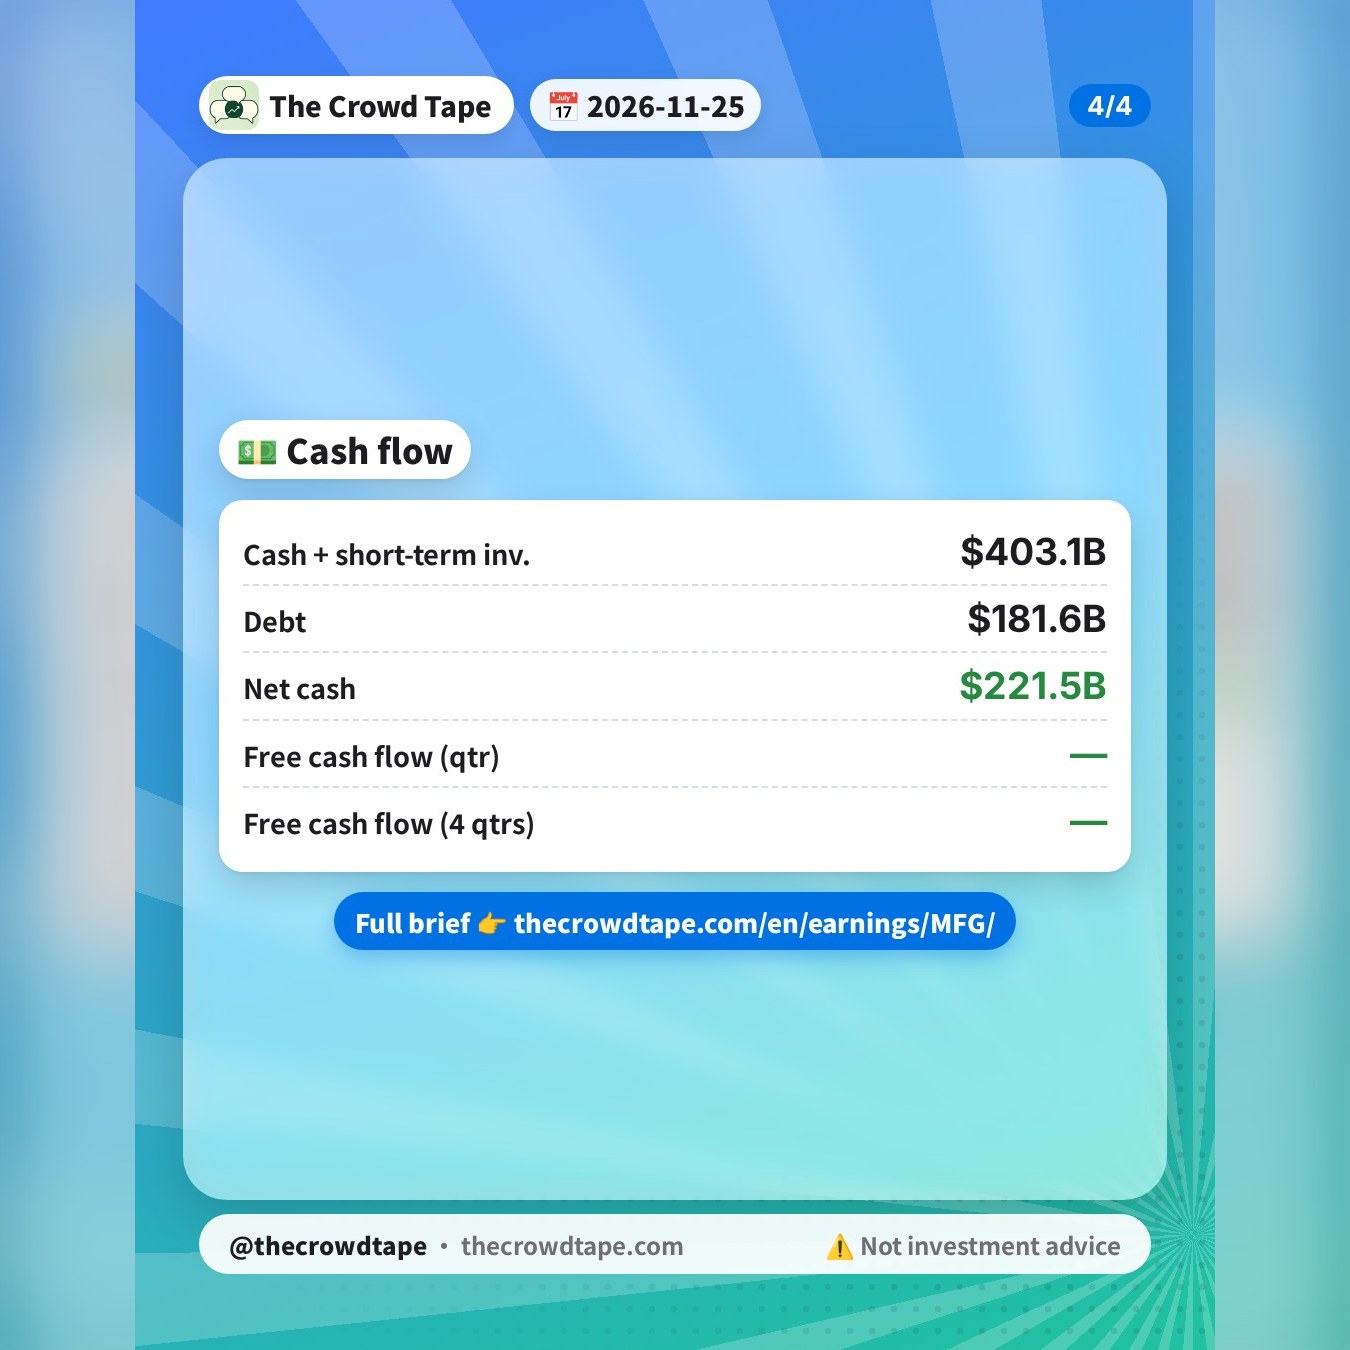 The Crowd Tape
📅 2026-11-25
4/4
💵 Cash flow
Cash + short-term inv. $403.1B
Debt $181.6B
Net cash $221.5B
Free cash flow (qtr) —
Free cash flow (4 qtrs) —
Full brief 👉 thecrowdtape.com/en/earnings/MFG/
@thecrowdtape • thecrowdtape.com ⚠️ Not investment advice